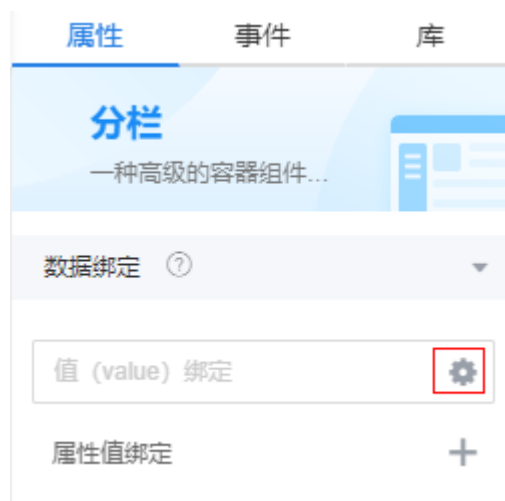 属性 事件 库
分栏
一种高级的容器组件...
数据绑定 ?
值 (value) 绑定
属性值绑定